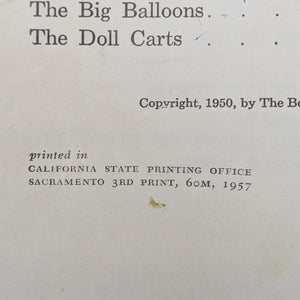 The Big Balloons . . . .
The Doll Carts . . . .
Copyright, 1950, by The
printed in
CALIFORNIA STATE PRINTING OFFICE
SACRAMENTO 3RD PRINT, 60M, 1957